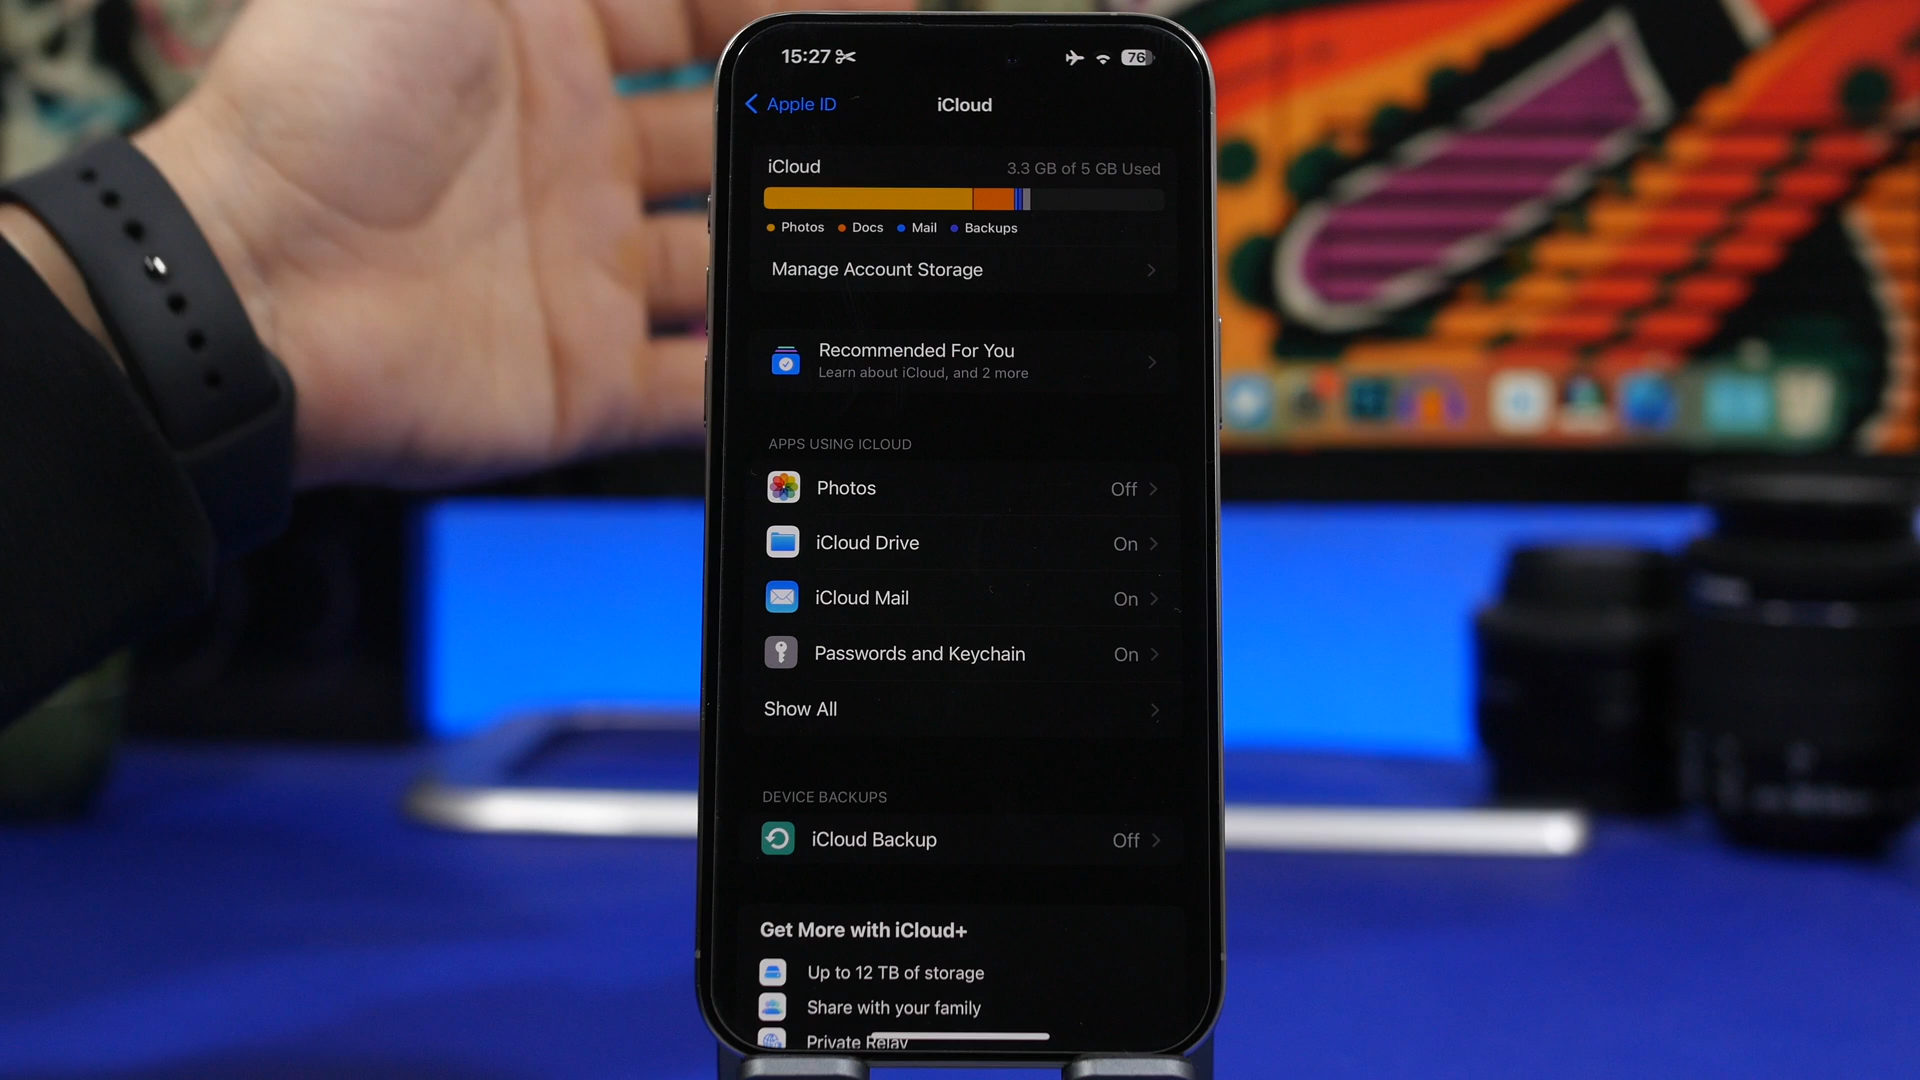 15:27
76
Apple ID
iCloud
iCloud
3.3 GB of 5 GB Used
Photos Docs Mail Backups
Manage Account Storage
Recommended For You
Learn about iCloud, and 2 more
APPS USING ICLOUD
Photos Off
iCloud Drive On
iCloud Mail On
Passwords and Keychain On
Show All
DEVICE BACKUPS
iCloud Backup Off
Get More with iCloud+
Up to 12 TB of storage
Share with your family
Private Relay